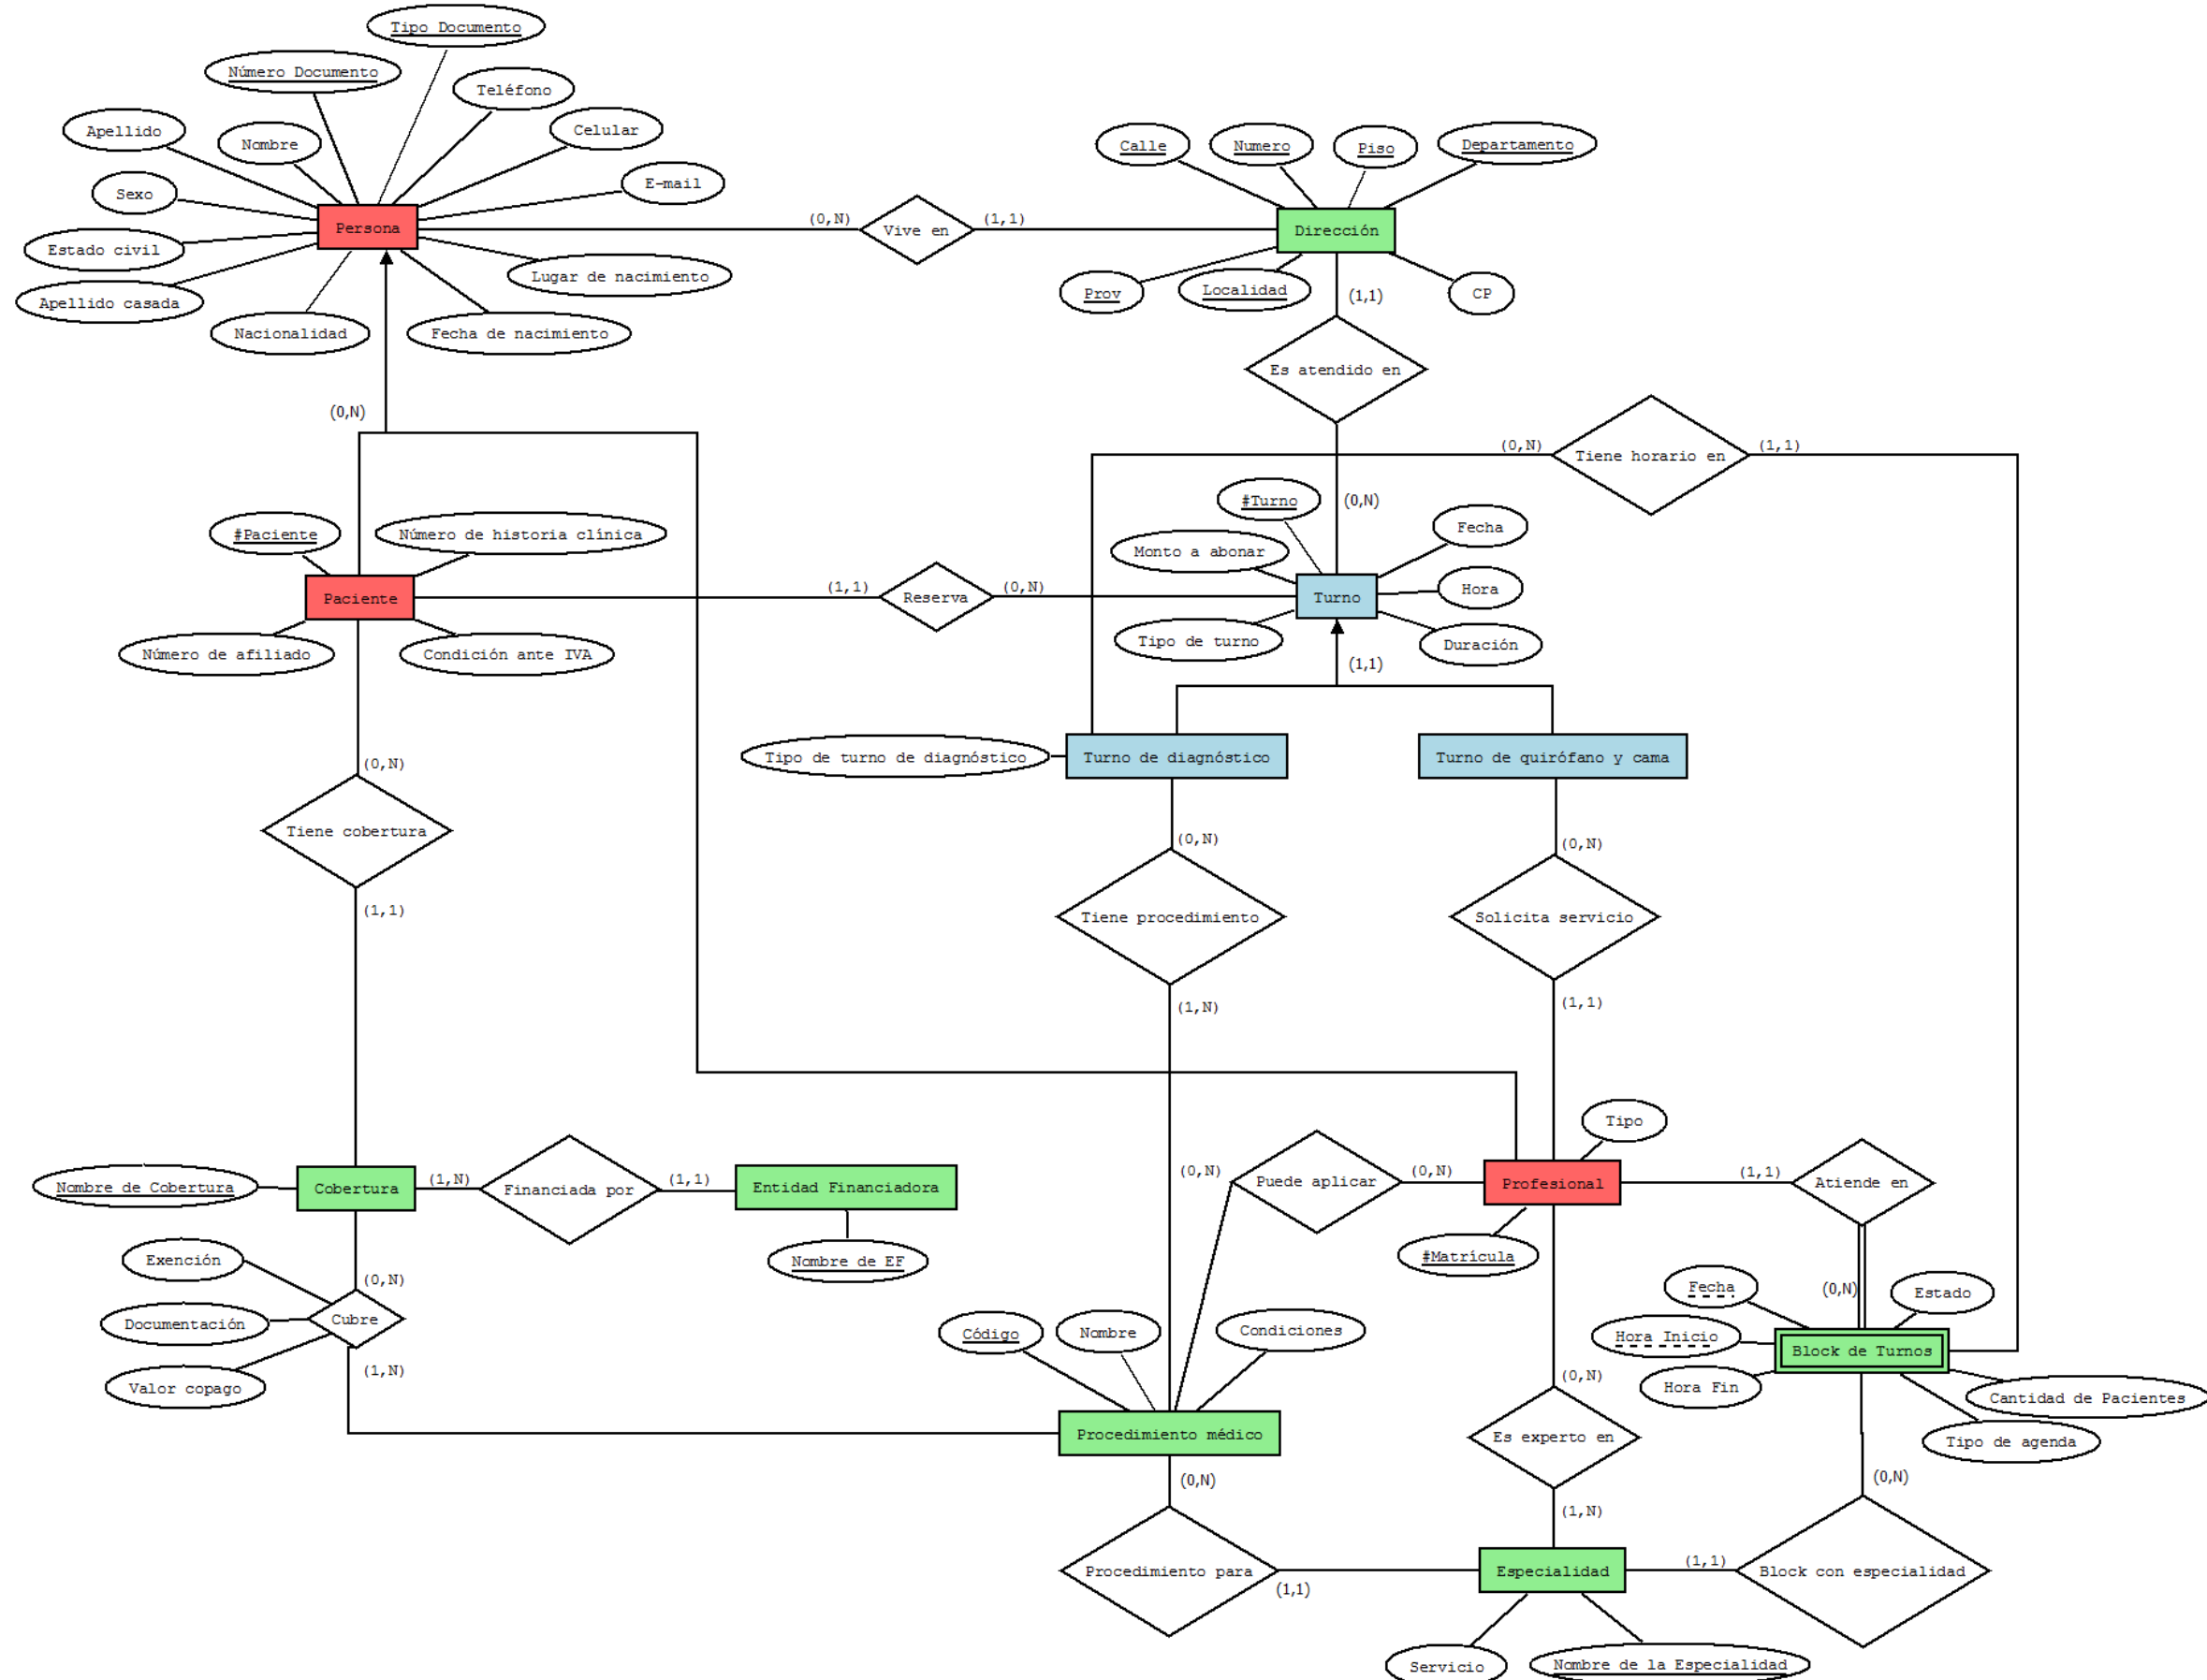 Tipo Documento
Número Documento
Teléfono
Apellido
Nombre
Celular
Sexo
E-mail
Persona
Estado civil
Lugar de nacimiento
Apellido casada
Nacionalidad
Fecha de nacimiento
(0,N)
Vive en
(1,1)
Calle
Numero
Piso
Departamento
Dirección
Prov
Localidad
CP
(1,1)
Es atendido en
(0,N)
(0,N)
Tiene horario en
(1,1)
(0,N)
#Turno
Fecha
Monto a abonar
Hora
Turno
Tipo de turno
Duración
(1,1)
#Paciente
Número de historia clínica
Paciente
Número de afiliado
Condición ante IVA
(1,1)
Reserva
(0,N)
Tipo de turno de diagnóstico
Turno de diagnóstico
Turno de quirófano y cama
(0,N)
Tiene cobertura
(1,1)
(0,N)
Tiene procedimiento
(1,N)
(0,N)
Solicita servicio
(1,1)
Tipo
Nombre de Cobertura
Cobertura
(1,N)
Financiada por
(1,1)
Entidad Financiadora
Nombre de EF
(0,N)
Puede aplicar
(0,N)
Profesional
#Matrícula
(1,1)
Atiende en
(0,N)
Exención
Documentación
Valor copago
(0,N)
Cubre
(1,N)
Código
Nombre
Condiciones
Procedimiento médico
Fecha
Estado
Hora Inicio
Block de Turnos
Hora Fin
Cantidad de Pacientes
Tipo de agenda
(0,N)
Es experto en
(1,N)
(0,N)
Block con especialidad
(1,1)
(0,N)
Procedimiento para
(1,1)
Especialidad
Servicio
Nombre de la Especialidad